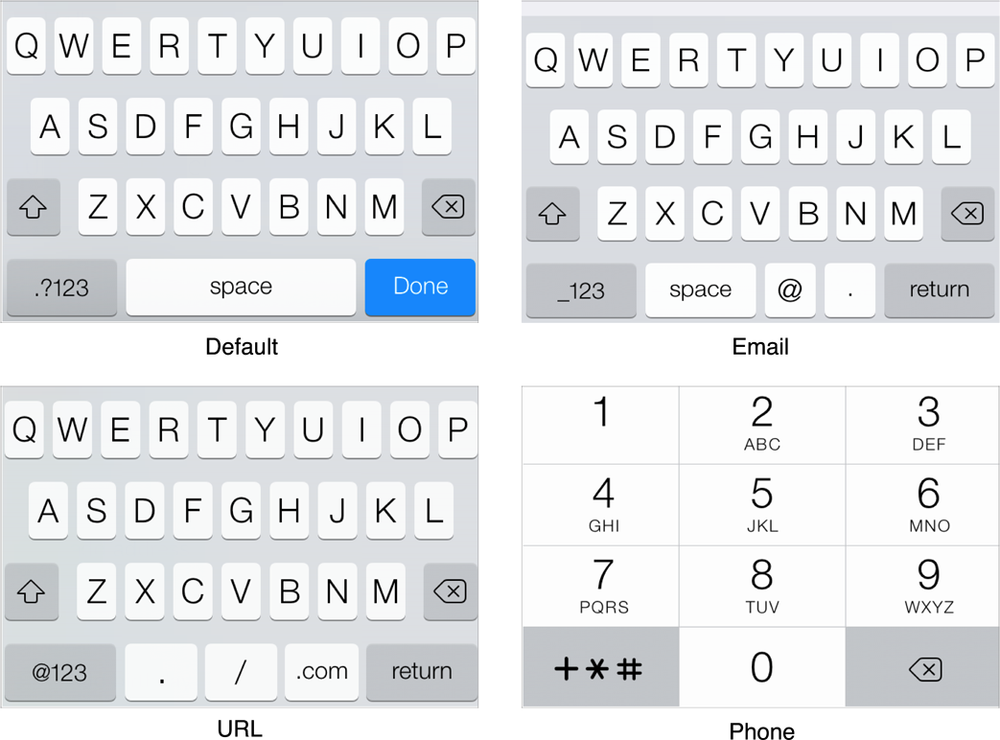 Q W E R T Y U I O P
A S D F G H J K L
Z X C V B N M
.?123 space Done
Default
Q W E R T Y U I O P
A S D F G H J K L
Z X C V B N M
_123 space @ . return
Email
Q W E R T Y U I O P
A S D F G H J K L
Z X C V B N M
@123 . / .com return
URL
1 2 3
ABC DEF
4 5 6
GHI JKL MNO
7 8 9
PQRS TUV WXYZ
+*# 0
Phone